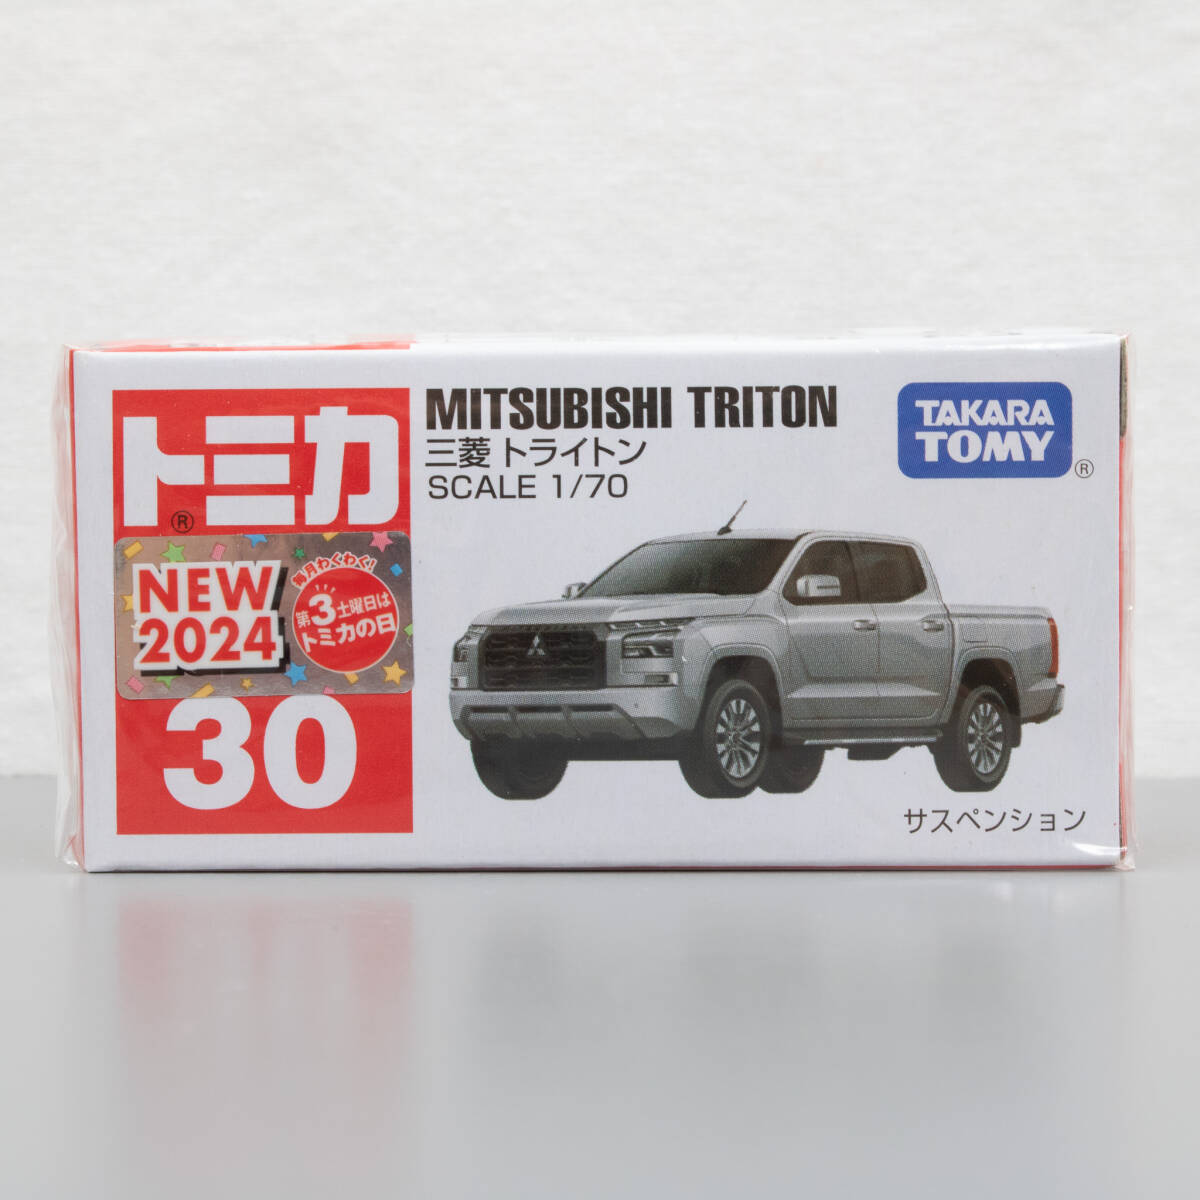 トミカ
®
NEW
2024
毎月わくわく!
第3土曜日は
トミカの日
30
MITSUBISHI TRITON
三菱 トライトン
SCALE 1/70
TAKARA
TOMY
®
サスペンション